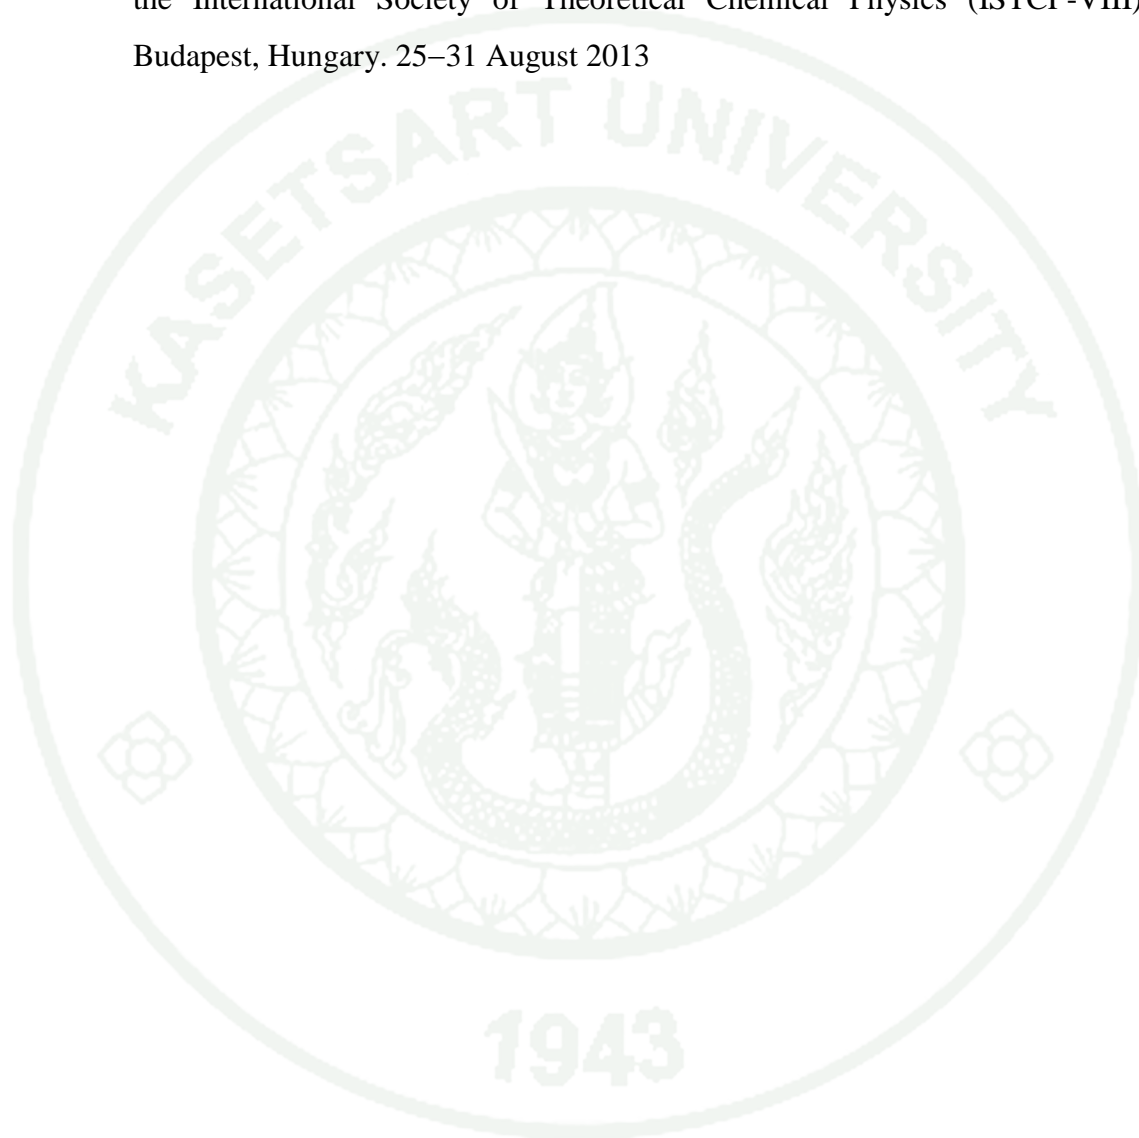 the International Society of Theoretical Chemical Physics (ISTCP-VIII)
Budapest, Hungary. 25−31 August 2013
KASETSART UNIVERSITY
1943